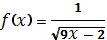 f(x) = 1/√(9X − 2)